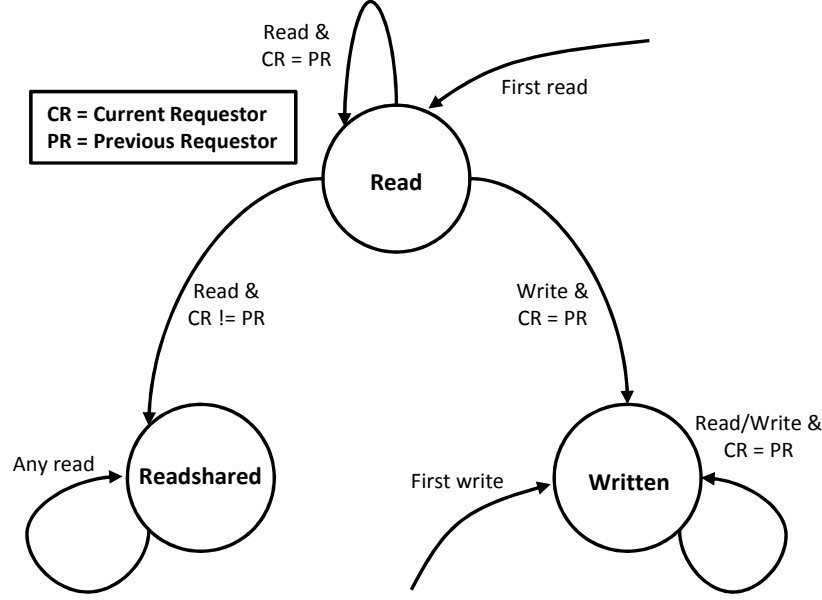 Read &
CR = PR
First read
CR = Current Requestor
PR = Previous Requestor
Read
Read &
CR != PR
Write &
CR = PR
Any read
Readshared
First write
Written
Read/Write &
CR = PR